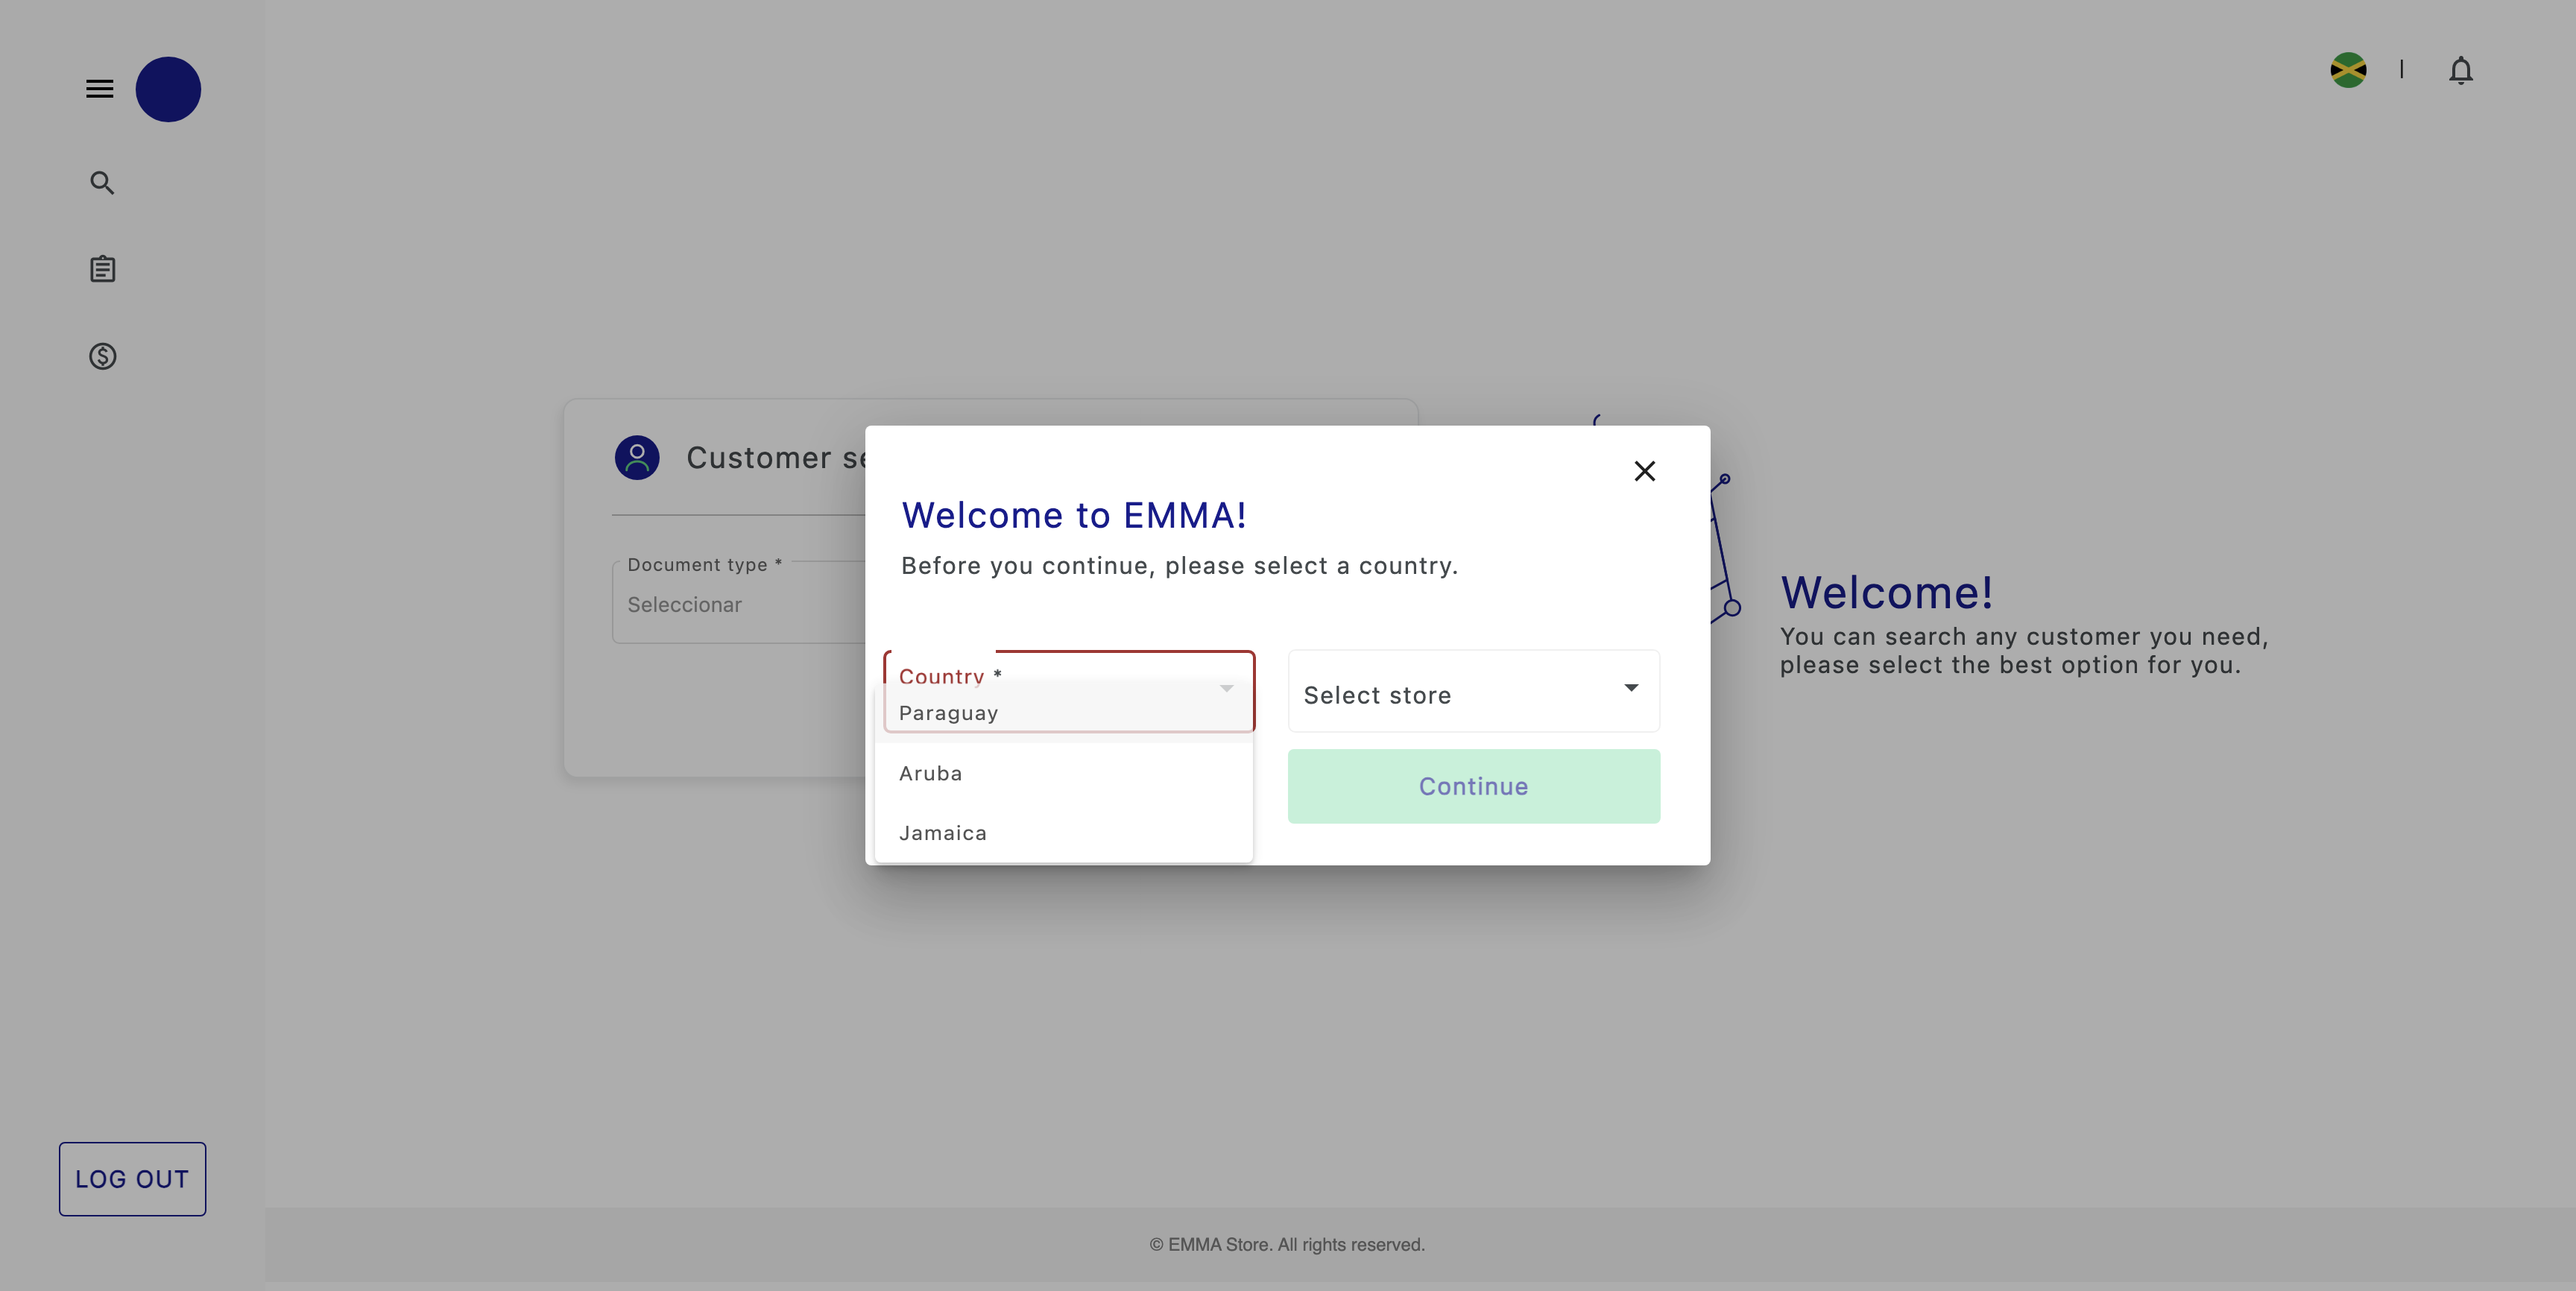 Customer se
Document type *
Seleccionar
Welcome to EMMA!
Before you continue, please select a country.
Country *
Paraguay
Aruba
Jamaica
Select store
Continue
Welcome!
You can search any customer you need,
please select the best option for you.
LOG OUT
© EMMA Store. All rights reserved.